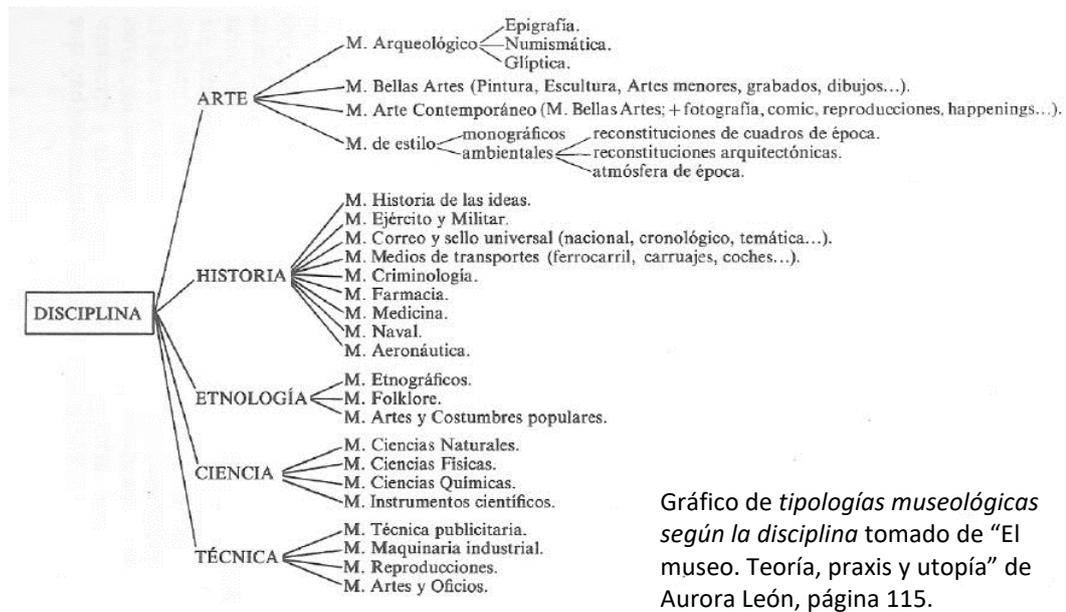 Epigrafía.
M. Arqueológico Numismática.
Glíptica.
M. Bellas Artes (Pintura, Escultura, Artes menores, grabados, dibujos...).
ARTE
M. Arte Contemporáneo (M. Bellas Artes; + fotografía, comic, reproducciones, happenings...).
monográficos reconstituciones de cuadros de época.
M. de estilo ambientales reconstituciones arquitectónicas.
atmósfera de época.
M. Historia de las ideas.
M. Ejército y Militar.
M. Correo y sello universal (nacional, cronológico, temática...).
M. Medios de transportes (ferrocarril, carruajes, coches...).
HISTORIA M. Criminología.
M. Farmacia.
DISCIPLINA M. Medicina.
M. Naval.
M. Aeronáutica.
M. Etnográficos.
ETNOLOGÍA M. Folklore.
M. Artes y Costumbres populares.
M. Ciencias Naturales.
M. Ciencias Físicas.
CIENCIA
M. Ciencias Químicas.
M. Instrumentos científicos.
M. Técnica publicitaria.
M. Maquinaria industrial.
TÉCNICA
M. Reproducciones.
M. Artes y Oficios.
Gráfico de tipologías museológicas
según la disciplina tomado de “El
museo. Teoría, praxis y utopía” de
Aurora León, página 115.